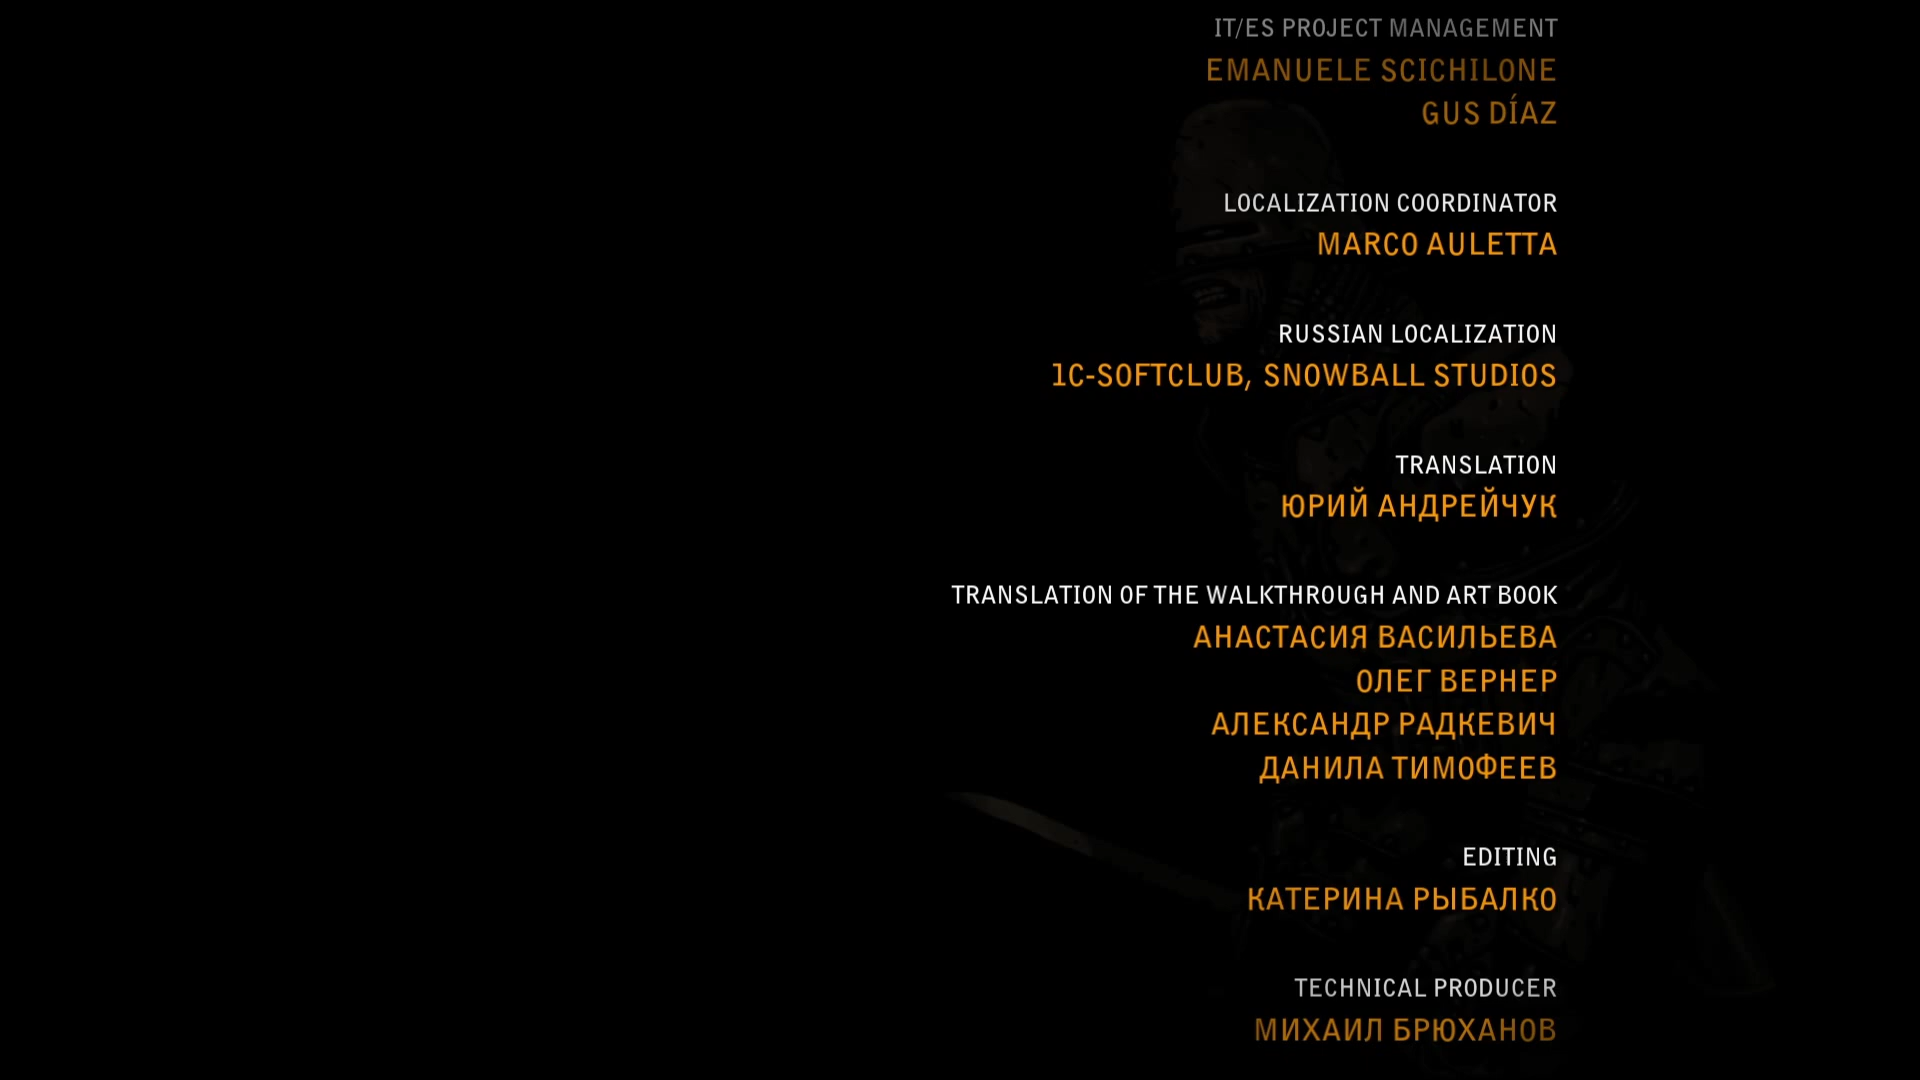 IT/ES PROJECT MANAGEMENT
EMANUELE SCICHILONE
GUS DÍAZ
LOCALIZATION COORDINATOR
MARCO AULETTA
RUSSIAN LOCALIZATION
1C-SOFTCLUB, SNOWBALL STUDIOS
TRANSLATION
ЮРИЙ АНДРЕЙЧУК
TRANSLATION OF THE WALKTHROUGH AND ART BOOK
АНАСТАСИЯ ВАСИЛЬЕВА
ОЛЕГ ВЕРНЕР
АЛЕКСАНДР РАДКЕВИЧ
ДАНИЛА ТИМОФЕЕВ
EDITING
КАТЕРИНА РЫБАЛКО
TECHNICAL PRODUCER
МИХАИЛ БРЮХАНОВ